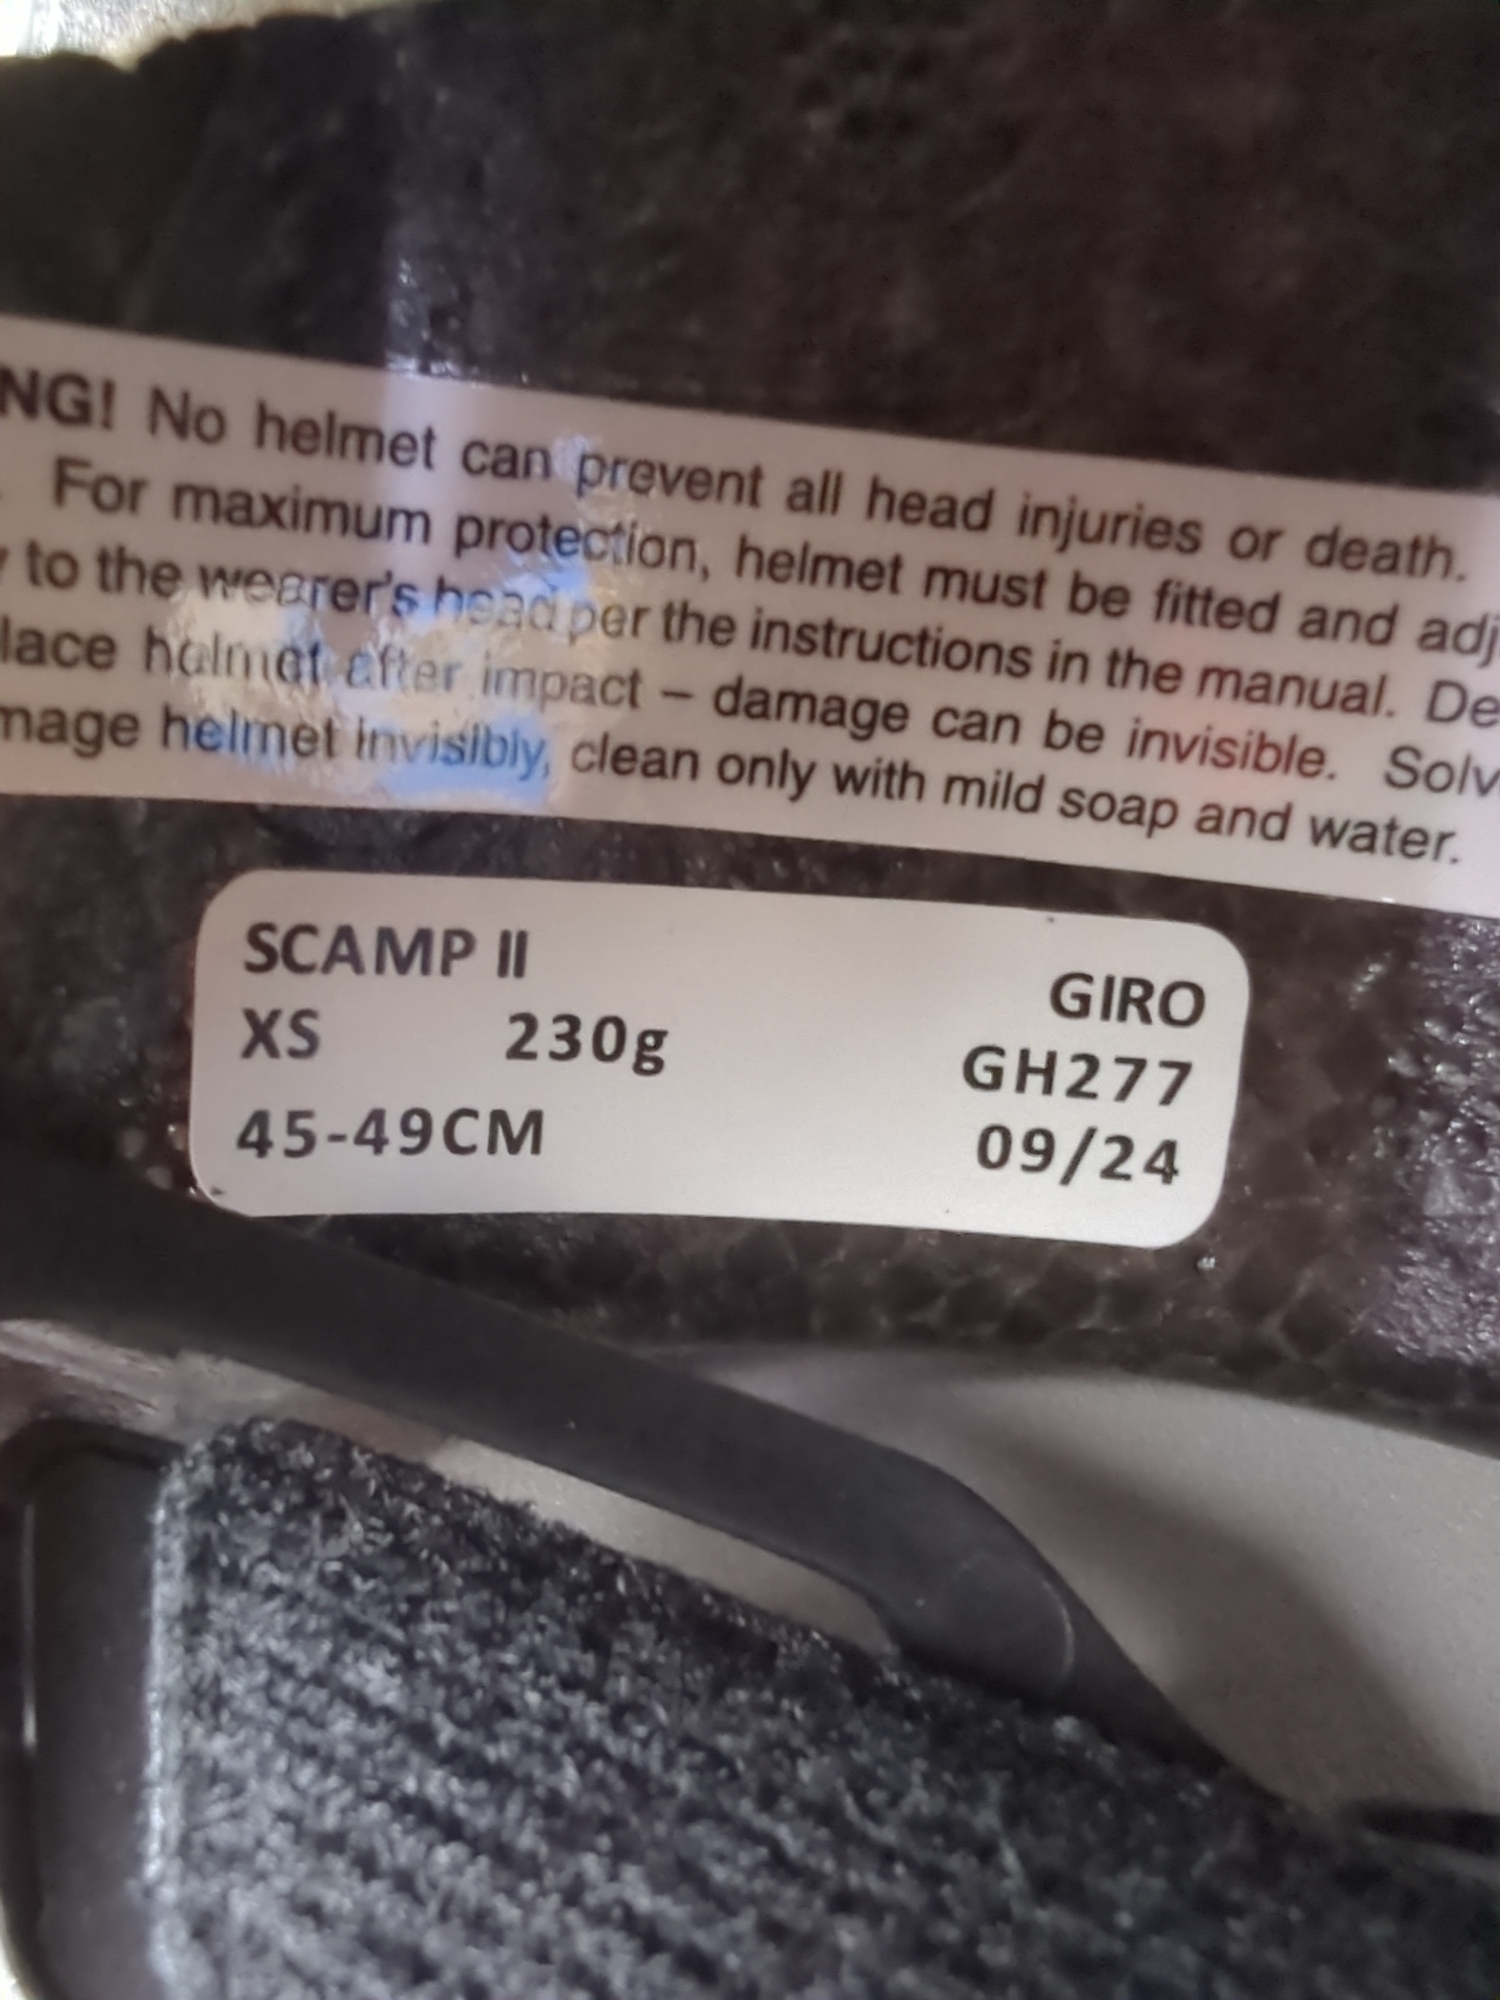 NG! No helmet can prevent all head injuries or death.
For maximum protection, helmet must be fitted and adj
to the wearer's head per the instructions in the manual. De
lace helmet after impact – damage can be invisible. Solv
mage helmet invisibly, clean only with mild soap and water.
SCAMP II
GIRO
XS 230g
GH277
45-49CM
09/24